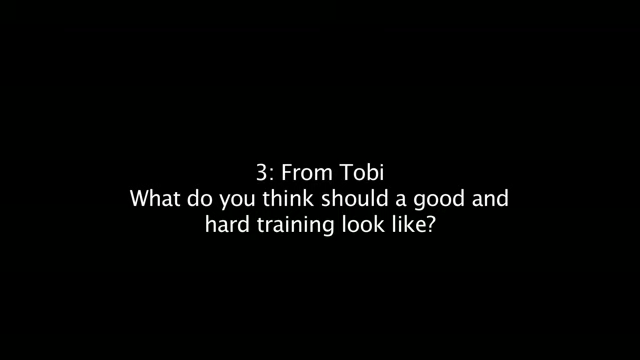 3: From Tobi
What do you think should a good and
hard training look like?